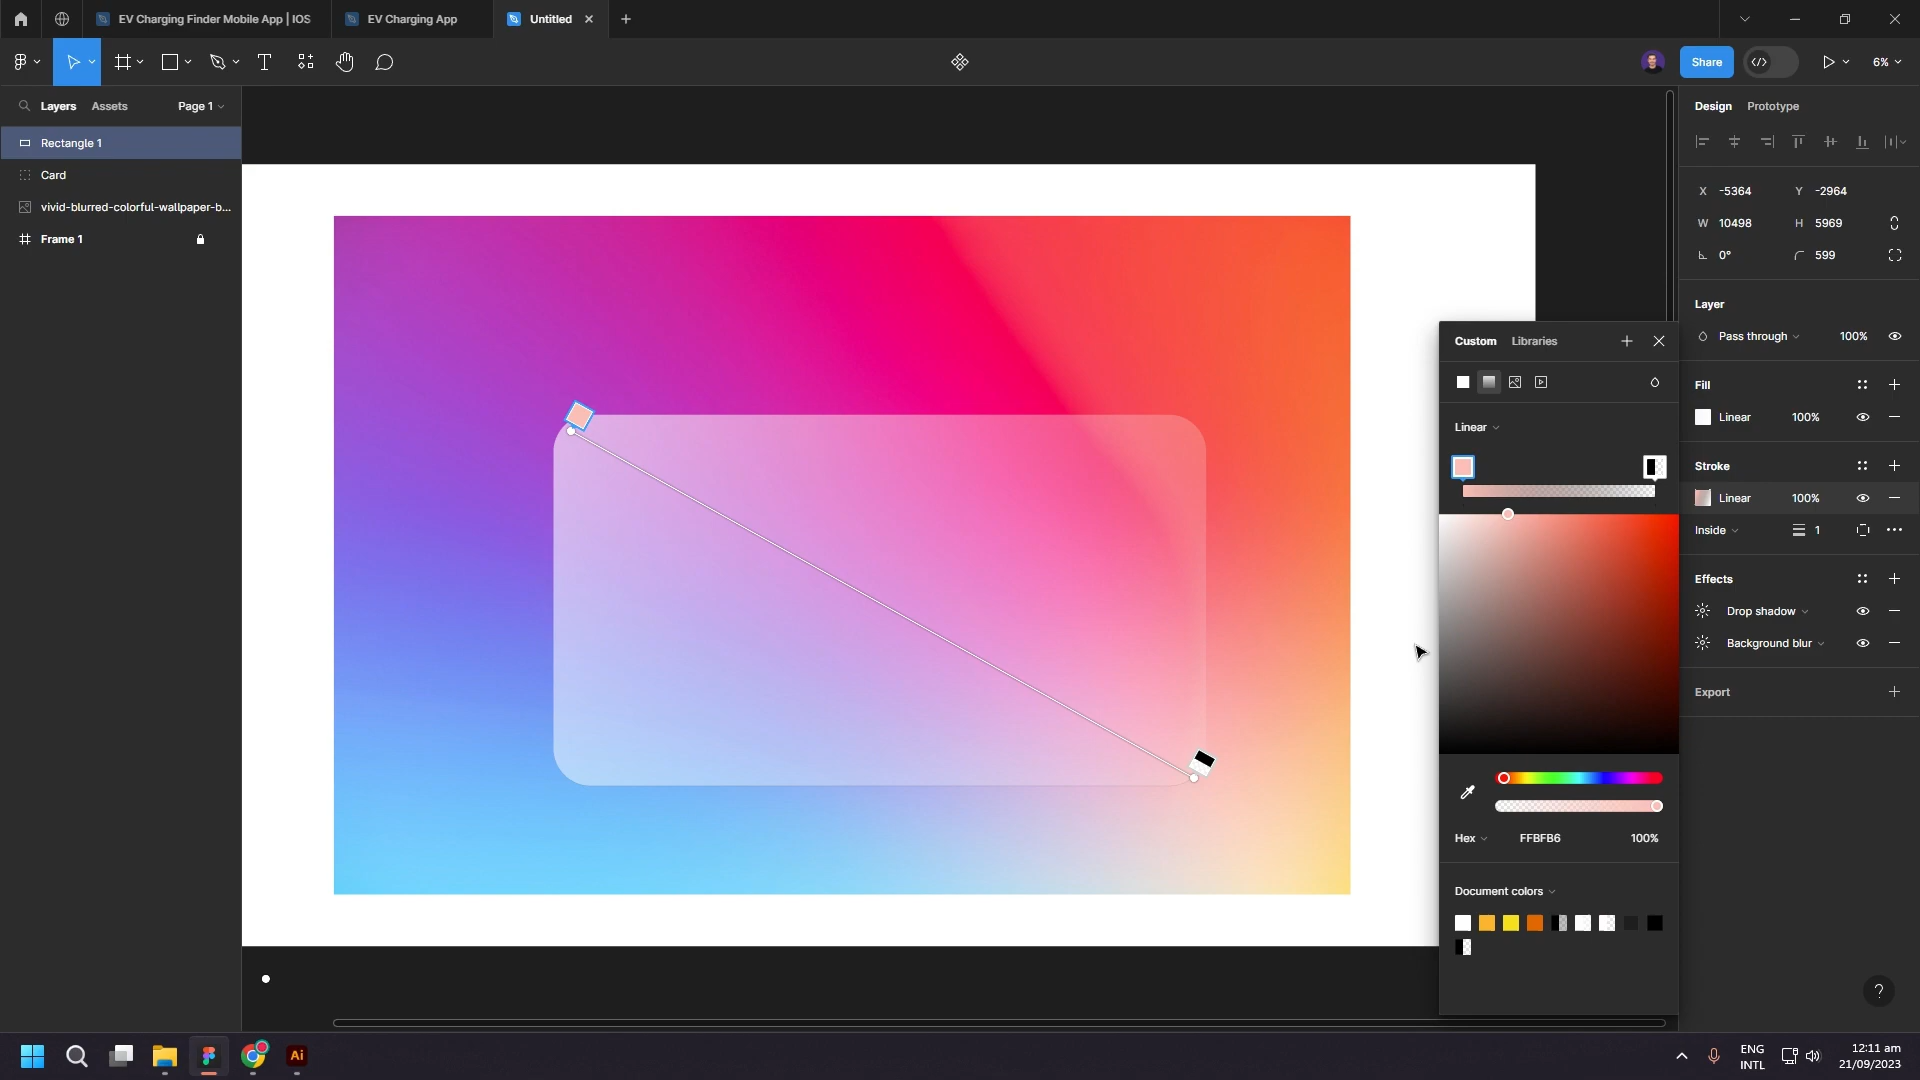 EV Charging Finder Mobile App | IOS
EV Charging App
Untitled
Share
6%
Layers
Assets
Page 1
Rectangle 1
Card
vivid-blurred-colorful-wallpaper-b...
Frame 1
Design
Prototype
X -5364
Y -2964
W 10498
H 5969
0°
599
Layer
Pass through
100%
Fill
Linear
100%
Stroke
Linear
100%
Inside
1
Effects
Drop shadow
Background blur
Export
Custom
Libraries
Linear
Hex
FFBFB6
100%
Document colors
?
Ai
ENG
INTL
12:11 am
21/09/2023